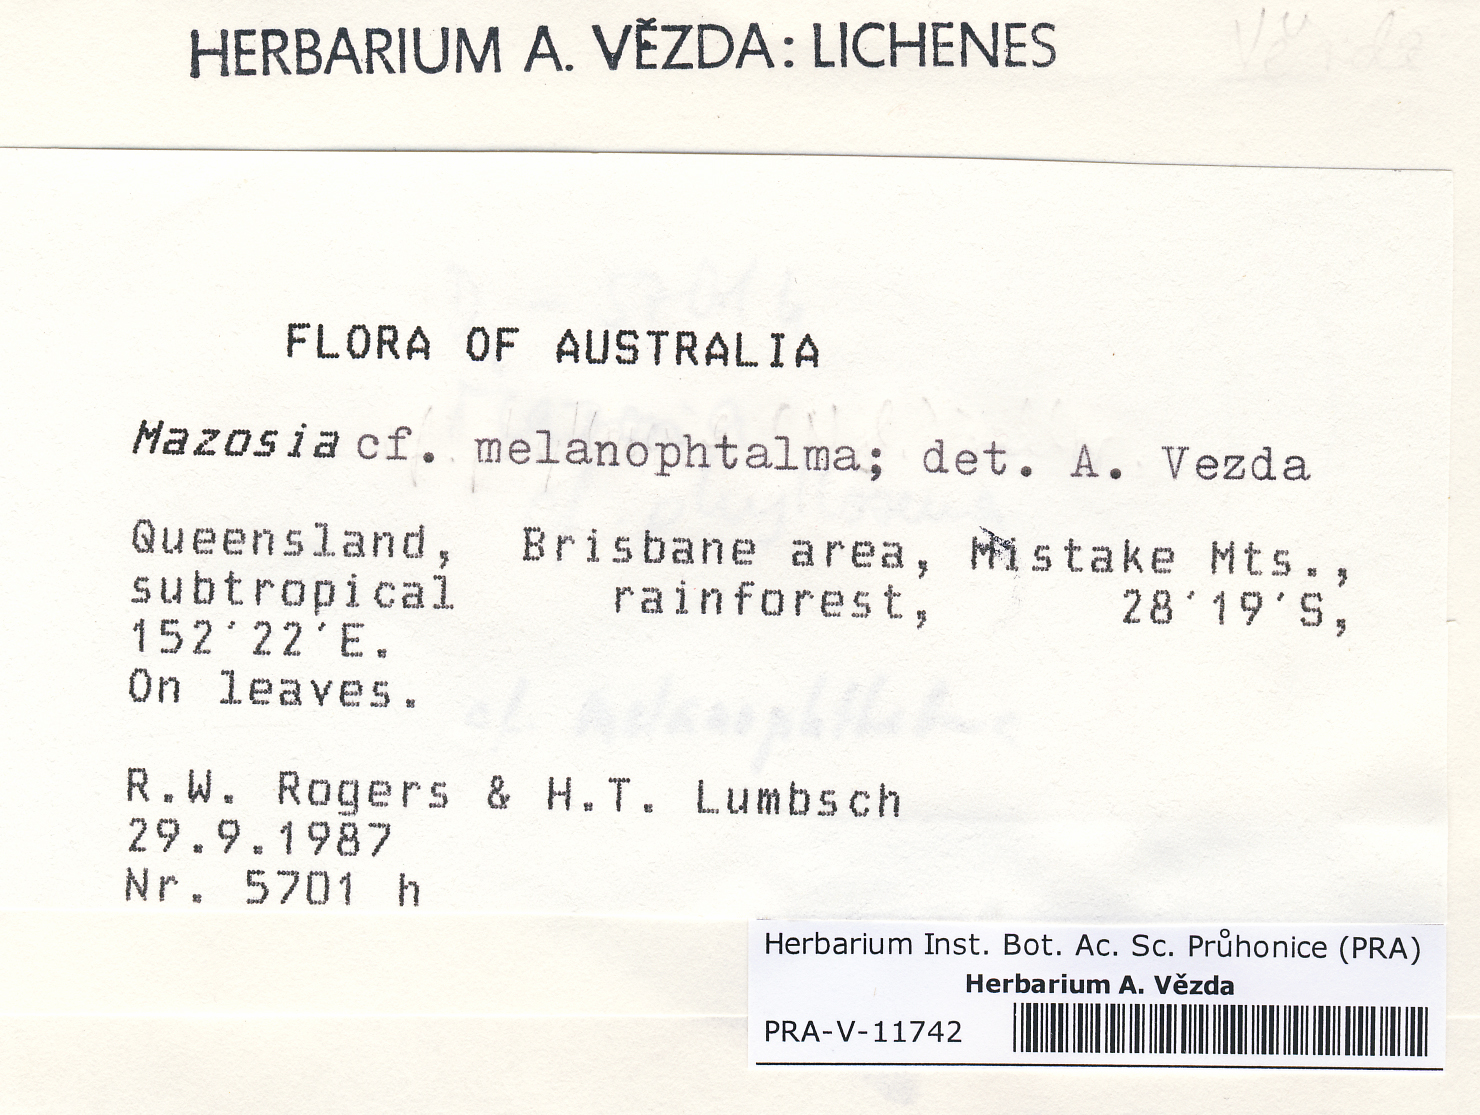 HERBARIUM A. VĚZDA: LICHENES
FLORA OF AUSTRALIA
Mazosia cf. melanophtalma; det. A. Vezda
Queensland, Brisbane area, Mistake Mts.,
subtropical rainforest, 28'19'S,
152'22'E.
On leaves.
R.W. Rogers & H.T. Lumbsch
29.9.1987
Nr. 5701 h
Herbarium Inst. Bot. Ac. Sc. Průhonice (PRA)
Herbarium A. Vězda
PRA-V-11742